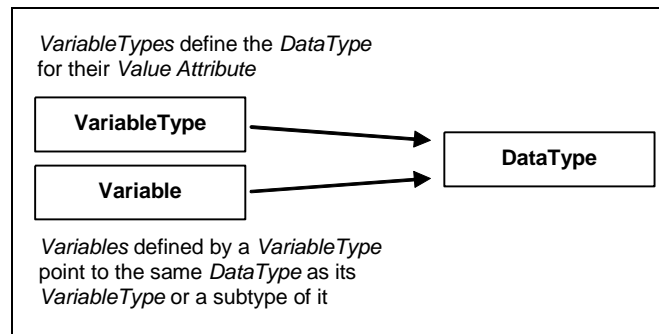 VariableTypes define the DataType
for their Value Attribute
VariableType
DataType
Variable
Variables defined by a VariableType
point to the same DataType as its
VariableType or a subtype of it